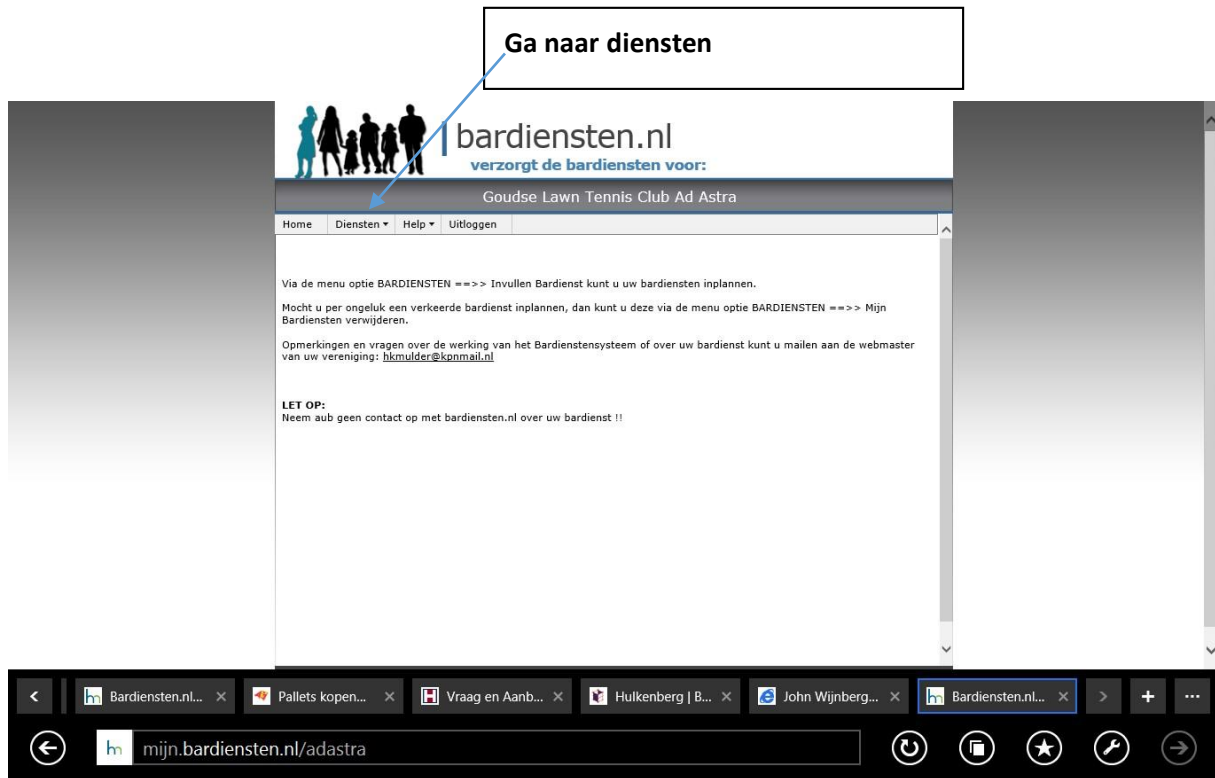 Ga naar diensten
bardiensten.nl
verzorgt de bardiensten voor:
Goudse Lawn Tennis Club Ad Astra
Home Diensten Help Uitloggen
Via de menu optie BARDIENSTEN ==>> Invullen Bardienst kunt u uw bardiensten inplannen.
Mocht u per ongeluk een verkeerde bardienst inplannen, dan kunt u deze via de menu optie BARDIENSTEN ==>> Mijn
Bardiensten verwijderen.
Opmerkingen en vragen over de werking van het Bardienstensysteem of over uw bardienst kunt u mailen aan de webmaster
van uw vereniging: hkmulder@kpnmail.nl
LET OP:
Neem aub geen contact op met bardiensten.nl over uw bardienst !!
Bardiensten.nl... Pallets kopen... Vraag en Aanb... Hulkenberg | B... John Wijnberg... Bardiensten.nl...
mijn.bardiensten.nl/adastra